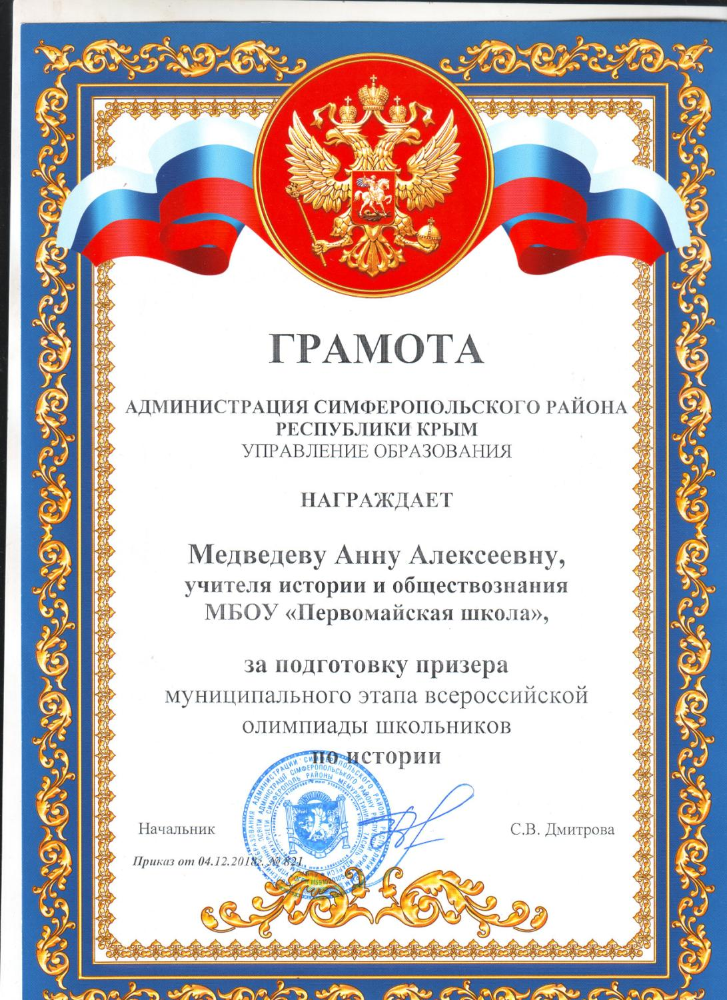 ГРАМОТА
АДМИНИСТРАЦИЯ СИМФЕРОПОЛЬСКОГО РАЙОНА
РЕСПУБЛИКИ КРЫМ
УПРАВЛЕНИЕ ОБРАЗОВАНИЯ
НАГРАЖДАЕТ
Медведеву Анну Алексеевну,
учителя истории и обществознания
МБОУ «Первомайская школа»,
за подготовку призера
муниципального этапа всероссийской
олимпиады школьников
по истории
Начальник
С.В. Дмитрова
Приказ от 04.12.2018г. № 821